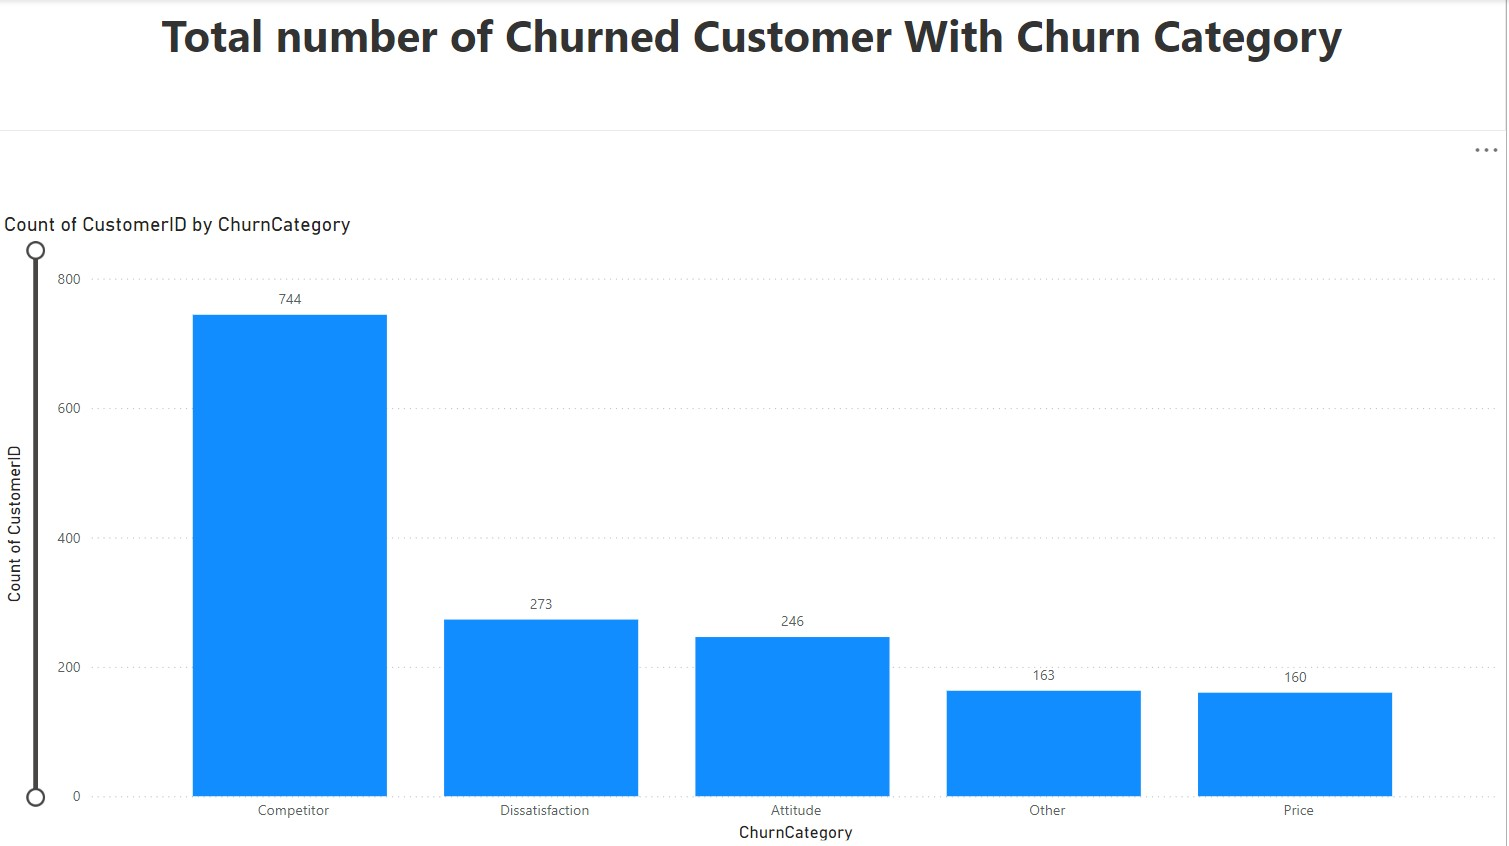 Total number of Churned Customer With Churn Category
Count of CustomerID by ChurnCategory
Count of CustomerID
800
600
400
200
0
744
273
246
163
160
Competitor
Dissatisfaction
Attitude
Other
Price
ChurnCategory